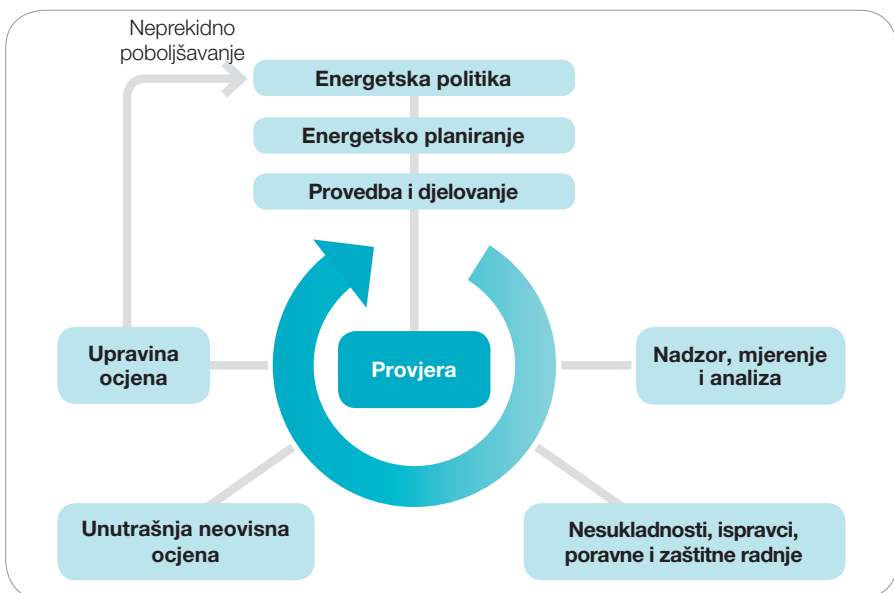 Neprekidno
poboljšavanje
Energetska politika
Energetsko planiranje
Provedba i djelovanje
Upravina
ocjena
Provjera
Nadzor, mjerenje
i analiza
Unutrašnja neovisna
ocjena
Nesukladnosti, ispravci,
poravne i zaštitne radnje